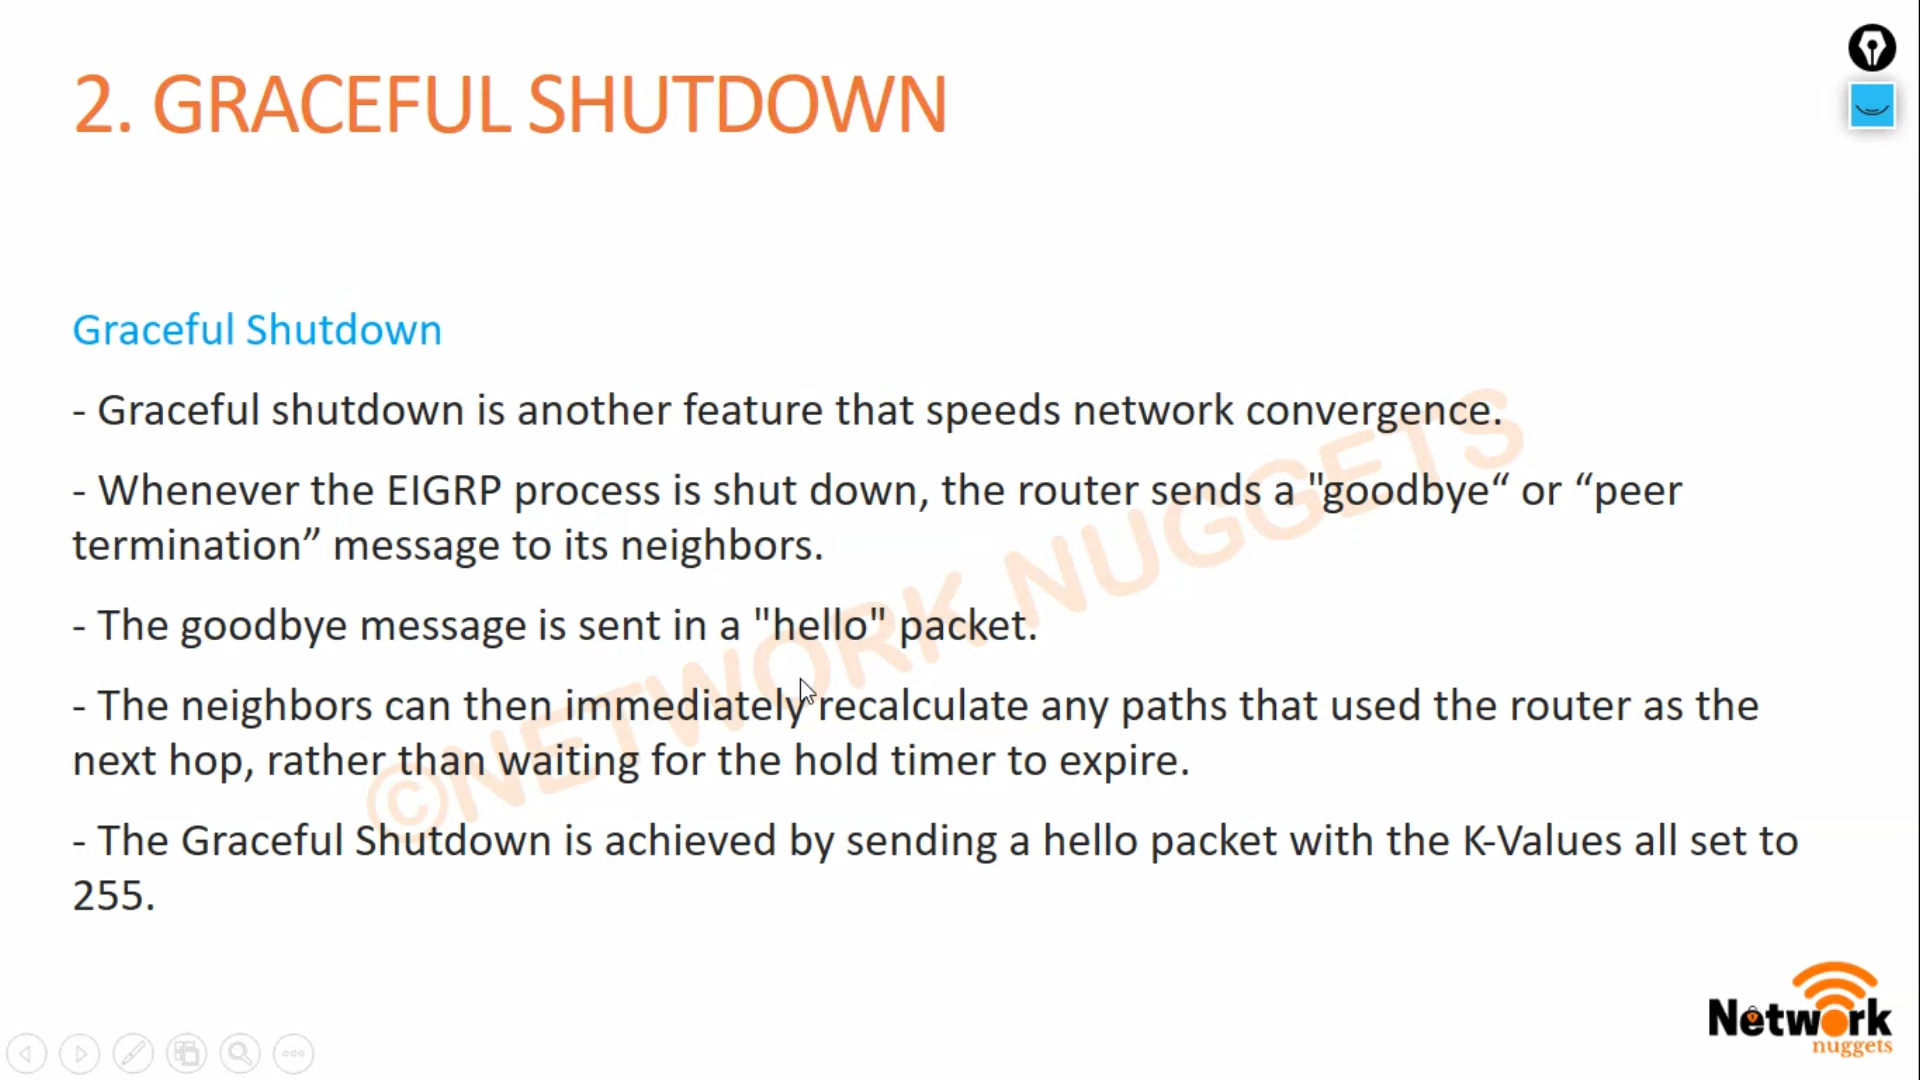 2. GRACEFUL SHUTDOWN
Graceful Shutdown
- Graceful shutdown is another feature that speeds network convergence.
- Whenever the EIGRP process is shut down, the router sends a "goodbye“ or “peer
termination” message to its neighbors.
- The goodbye message is sent in a "hello" packet.
- The neighbors can then immediately recalculate any paths that used the router as the
next hop, rather than waiting for the hold timer to expire.
- The Graceful Shutdown is achieved by sending a hello packet with the K-Values all set to
255.
©NETWORK NUGGETS
Network
nuggets